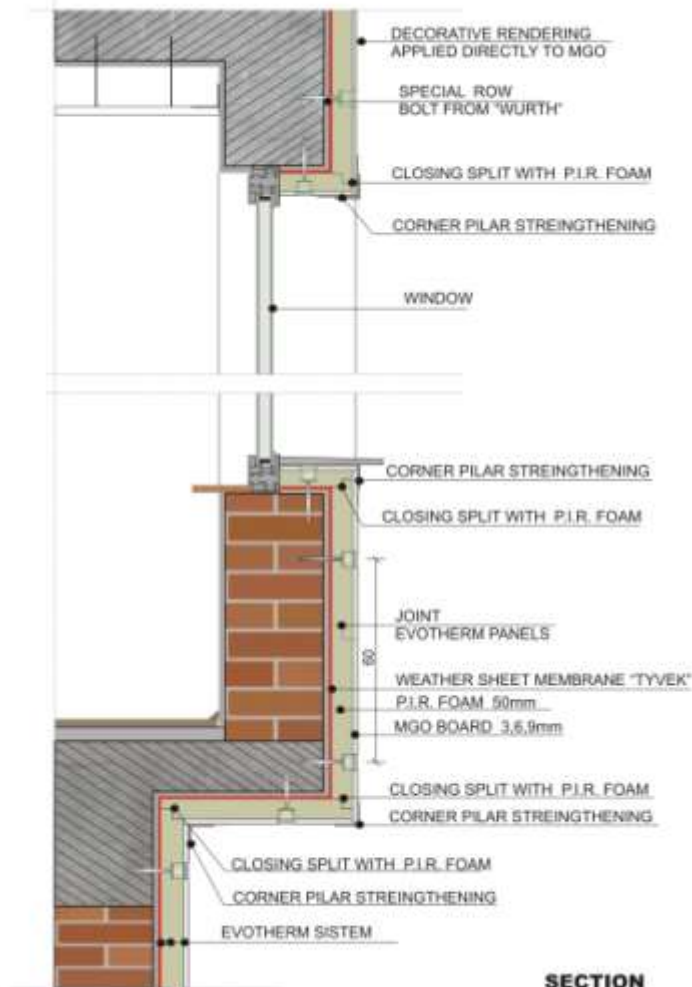 DECORATIVE RENDERING
APPLIED DIRECTLY TO MGO
SPECIAL ROW
BOLT FROM "WURTH"
CLOSING SPLIT WITH P.I.R. FOAM
CORNER PILAR STREINGTHENING
WINDOW
CORNER PILAR STREINGTHENING
CLOSING SPLIT WITH P.I.R. FOAM
JOINT
EVOTHERM PANELS
60
WEATHER SHEET MEMBRANE "TYVEK"
P.I.R. FOAM 50mm
MGO BOARD 3,6,9mm
CLOSING SPLIT WITH P.I.R. FOAM
CORNER PILAR STREINGTHENING
CLOSING SPLIT WITH P.I.R. FOAM
CORNER PILAR STREINGTHENING
EVOTHERM SISTEM
SECTION